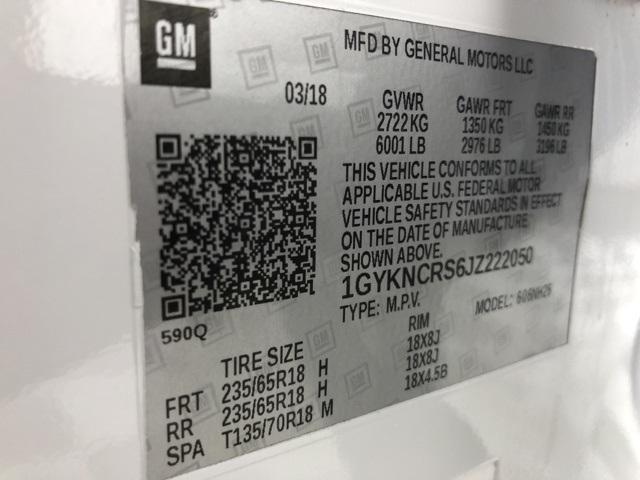 GM
MFD BY GENERAL MOTORS LLC
03/18
GVWR GAWR FRT GAWR RR
2722 KG 1350 KG 1450 KG
6001 LB 2976 LB 3196 LB
THIS VEHICLE CONFORMS TO ALL
APPLICABLE U.S. FEDERAL MOTOR
VEHICLE SAFETY STANDARDS IN EFFECT
ON THE DATE OF MANUFACTURE
SHOWN ABOVE.
1GYKNCRS6JZ222050
TYPE: M.P.V. MODEL: 606NH26
590Q
TIRE SIZE RIM
FRT 235/65R18 H 18X8J
RR 235/65R18 H 18X8J
SPA T135/70R18 M 18X4.5B